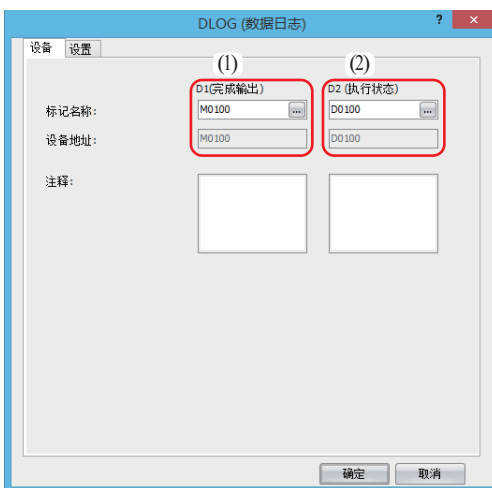 DLOG (数据日志)
? ×
设备 设置
(1) (2)
D1(完成输出) D2 (执行状态)
标记名称: M0100 ... D0100 ...
设备地址: M0100 D0100
注释:
确定 取消